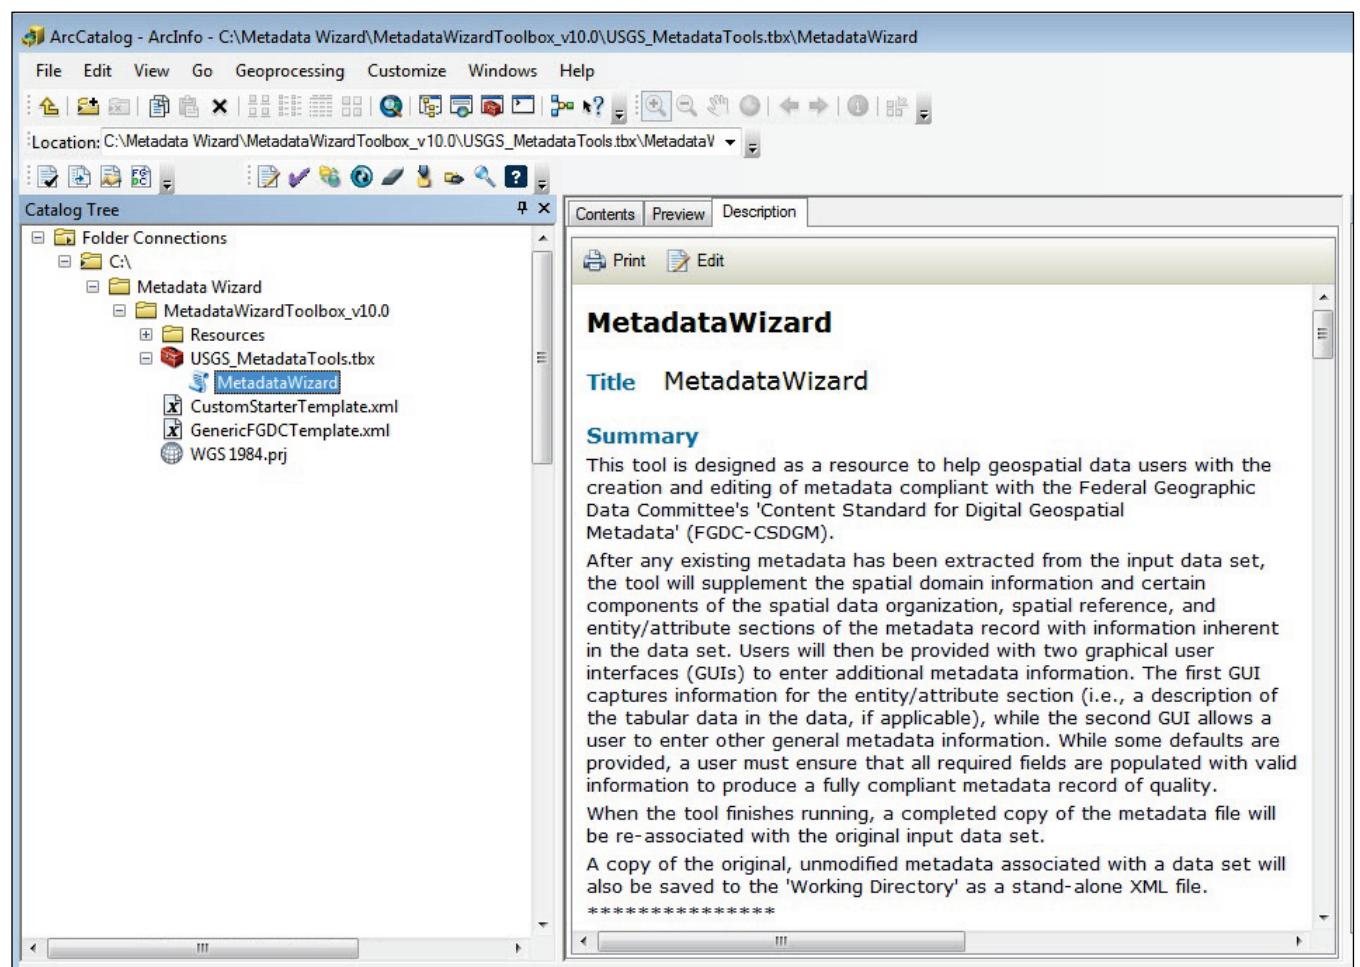 ArcCatalog - ArcInfo - C:\Metadata Wizard\MetadataWizardToolbox_v10.0\USGS_MetadataTools.tbx\MetadataWizard
File Edit View Go Geoprocessing Customize Windows Help
Location: C:\Metadata Wizard\MetadataWizardToolbox_v10.0\USGS_MetadataTools.tbx\MetadataW
FG
DC
Catalog Tree
Folder Connections
C:\
Metadata Wizard
MetadataWizardToolbox_v10.0
Resources
USGS_MetadataTools.tbx
MetadataWizard
CustomStarterTemplate.xml
GenericFGDCTemplate.xml
WGS 1984.prj
Contents Preview Description
Print Edit
MetadataWizard
Title MetadataWizard
Summary
This tool is designed as a resource to help geospatial data users with the
creation and editing of metadata compliant with the Federal Geographic
Data Committee's 'Content Standard for Digital Geospatial
Metadata' (FGDC-CSDGM).
After any existing metadata has been extracted from the input data set,
the tool will supplement the spatial domain information and certain
components of the spatial data organization, spatial reference, and
entity/attribute sections of the metadata record with information inherent
in the data set. Users will then be provided with two graphical user
interfaces (GUIs) to enter additional metadata information. The first GUI
captures information for the entity/attribute section (i.e., a description of
the tabular data in the data, if applicable), while the second GUI allows a
user to enter other general metadata information. While some defaults are
provided, a user must ensure that all required fields are populated with valid
information to produce a fully compliant metadata record of quality.
When the tool finishes running, a completed copy of the metadata file will
be re-associated with the original input data set.
A copy of the original, unmodified metadata associated with a data set will
also be saved to the 'Working Directory' as a stand-alone XML file.
***************